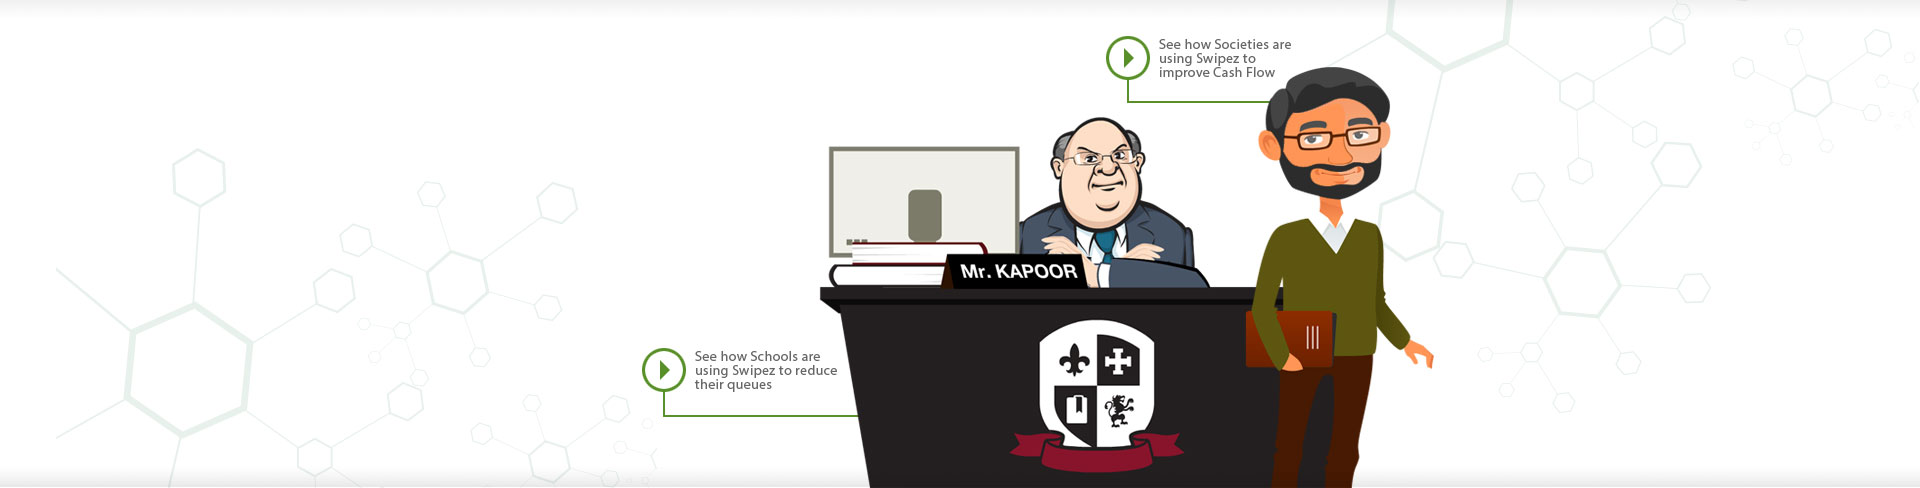 See how Societies are
using Swipez to
improve Cash Flow
Mr. KAPOOR
See how Schools are
using Swipez to reduce
their queues